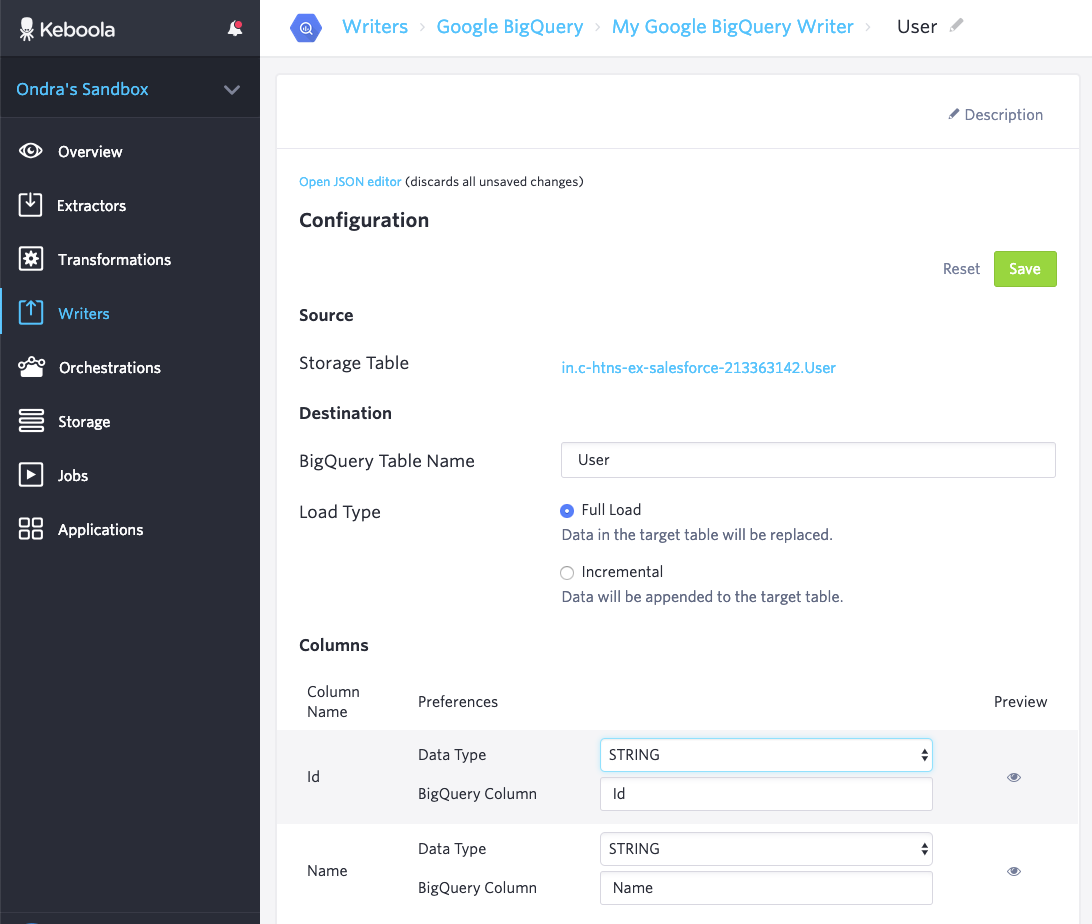 Keboola
Ondra's Sandbox
Overview
Extractors
Transformations
Writers
Orchestrations
Storage
Jobs
Applications
Writers › Google BigQuery › My Google BigQuery Writer › User
Description
Open JSON editor (discards all unsaved changes)
Configuration
Reset Save
Source
Storage Table in.c-htns-ex-salesforce-213363142.User
Destination
BigQuery Table Name User
Load Type Full Load
Data in the target table will be replaced.
Incremental
Data will be appended to the target table.
Columns
Column Name Preferences Preview
Id
Data Type STRING
BigQuery Column Id
Name
Data Type STRING
BigQuery Column Name